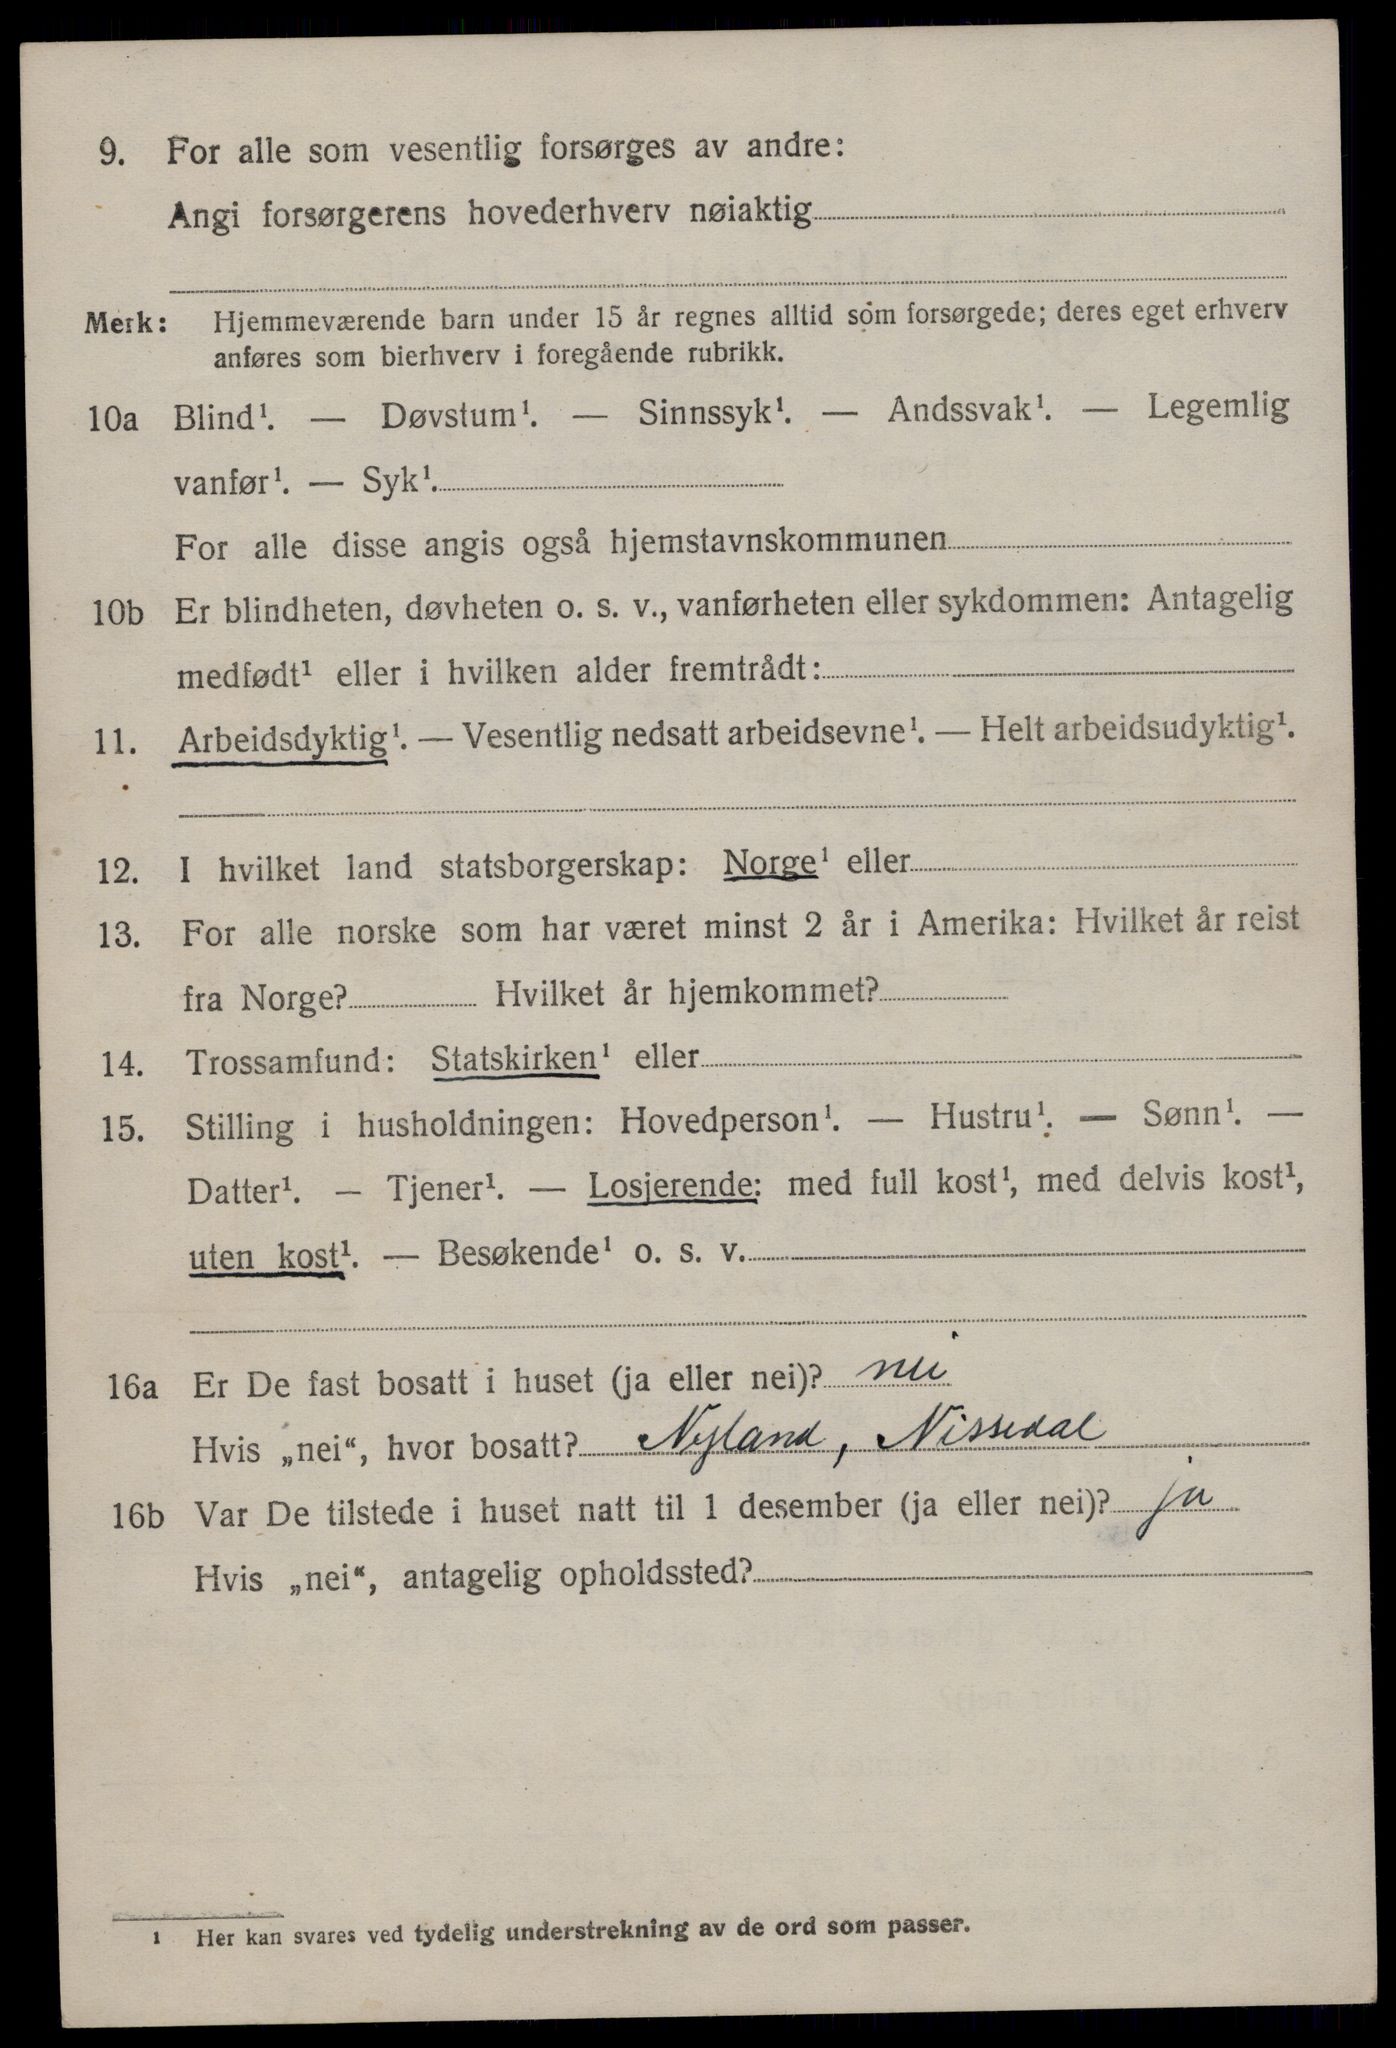 9. For alle som vesentlig forsørges av andre:
Angi forsørgerens hovederhverv nøiaktig
Merk: Hjemmeværende barn under 15 år regnes alltid som forsørgede; deres eget erhverv
anføres som bierhverv i foregående rubrikk.
10a Blind¹. — Døvstum¹. — Sinnssyk¹. — Andssvak¹. — Legemlig
vanfør¹. — Syk¹.
For alle disse angis også hjemstavnskommunen
10b Er blindheten, døvheten o. s. v., vanførheten eller sykdommen: Antagelig
medfødt¹ eller i hvilken alder fremtrådt:
11. Arbeidsdyktig¹. — Vesentlig nedsatt arbeidsevne¹. — Helt arbeidsudyktig¹.
12. I hvilket land statsborgerskap: Norge¹ eller
13. For alle norske som har været minst 2 år i Amerika: Hvilket år reist
fra Norge? Hvilket år hjemkommet?
14. Trossamfund: Statskirken¹ eller
15. Stilling i husholdningen: Hovedperson¹. — Hustru¹. — Sønn¹. —
Datter¹. — Tjener¹. — Losjerende: med full kost¹, med delvis kost¹,
uten kost¹. — Besøkende¹ o. s. v.
16a Er De fast bosatt i huset (ja eller nei)? nei
Hvis „nei“, hvor bosatt? Nyland, Nissedal
16b Var De tilstede i huset natt til 1 desember (ja eller nei)? ja
Hvis „nei“, antagelig opholdssted?
¹ Her kan svares ved tydelig understrekning av de ord som passer.